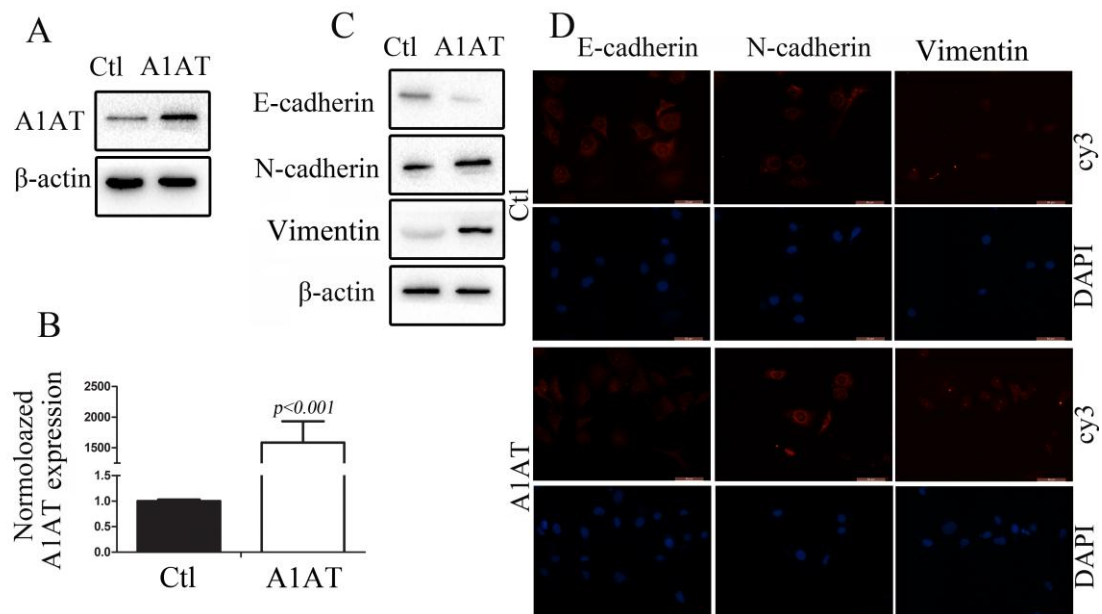 A
Ctl A1AT
A1AT
β-actin
B
Normoloazed
A1AT expression
2500
2000
1500
1000
1.5
1.0
0.5
0.0
p<0.001
Ctl
A1AT
C
Ctl A1AT
E-cadherin
N-cadherin
Vimentin
β-actin
D
E-cadherin
N-cadherin
Vimentin
Ctl
cy3
DAPI
A1AT
cy3
DAPI